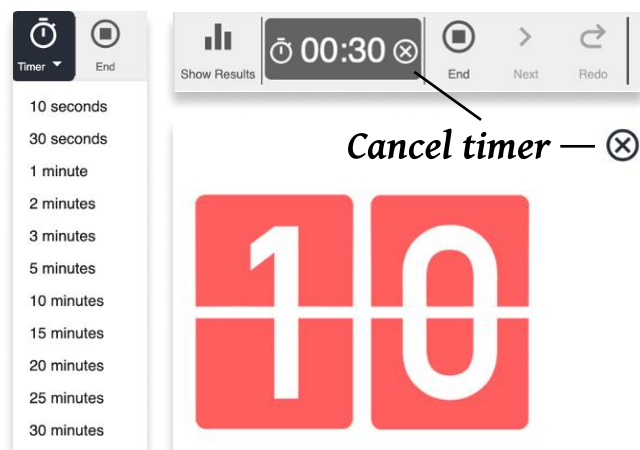 Timer
End
10 seconds
30 seconds
1 minute
2 minutes
3 minutes
5 minutes
10 minutes
15 minutes
20 minutes
25 minutes
30 minutes
Show Results
00:30
End
Next
Redo
Cancel timer
10